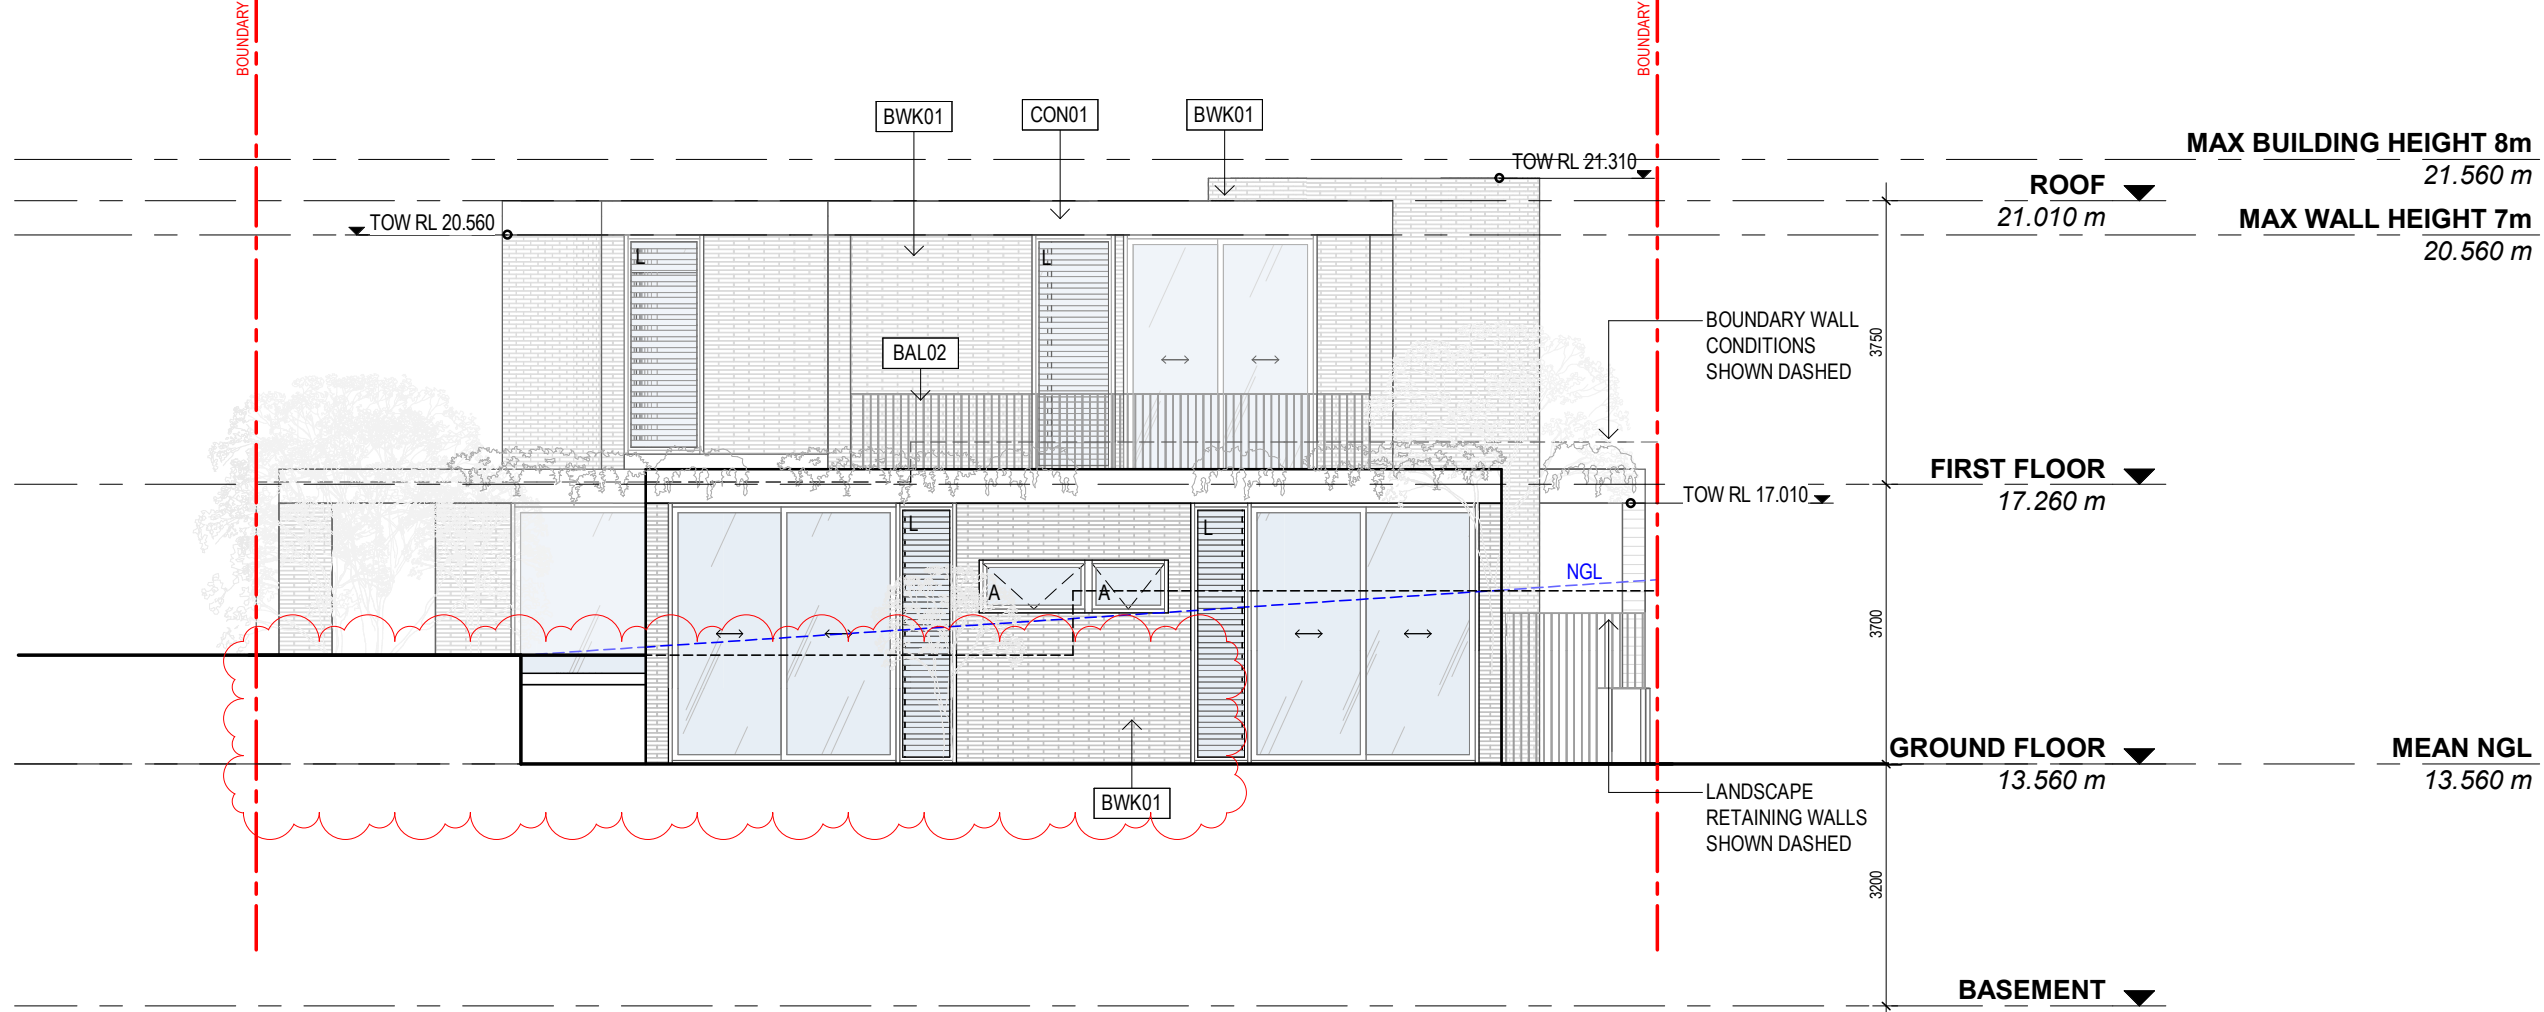 BOUNDARY
BOUNDARY
BWK01
CON01
BWK01
MAX BUILDING HEIGHT 8m
21.560 m
TOW RL 21.310
ROOF
21.010 m
TOW RL 20.560
MAX WALL HEIGHT 7m
20.560 m
L
L
BOUNDARY WALL
CONDITIONS
SHOWN DASHED
3750
BAL02
FIRST FLOOR
17.260 m
TOW RL 17.010
L
L
NGL
A
A
3700
GROUND FLOOR
13.560 m
MEAN NGL
13.560 m
BWK01
LANDSCAPE
RETAINING WALLS
SHOWN DASHED
3200
BASEMENT